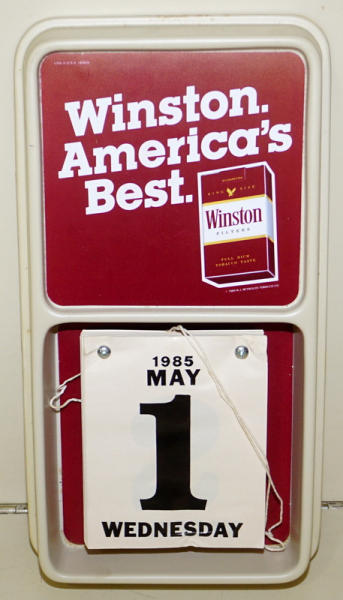 Winston.
America's
Best.
KING SIZE
Winston
FILTERS
FULL RICH
TOBACCO TASTE
1985
MAY
1
WEDNESDAY